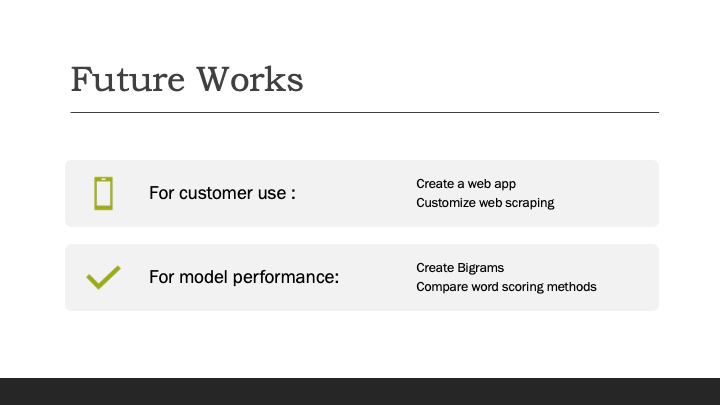 Future Works
For customer use :
Create a web app
Customize web scraping
For model performance:
Create Bigrams
Compare word scoring methods